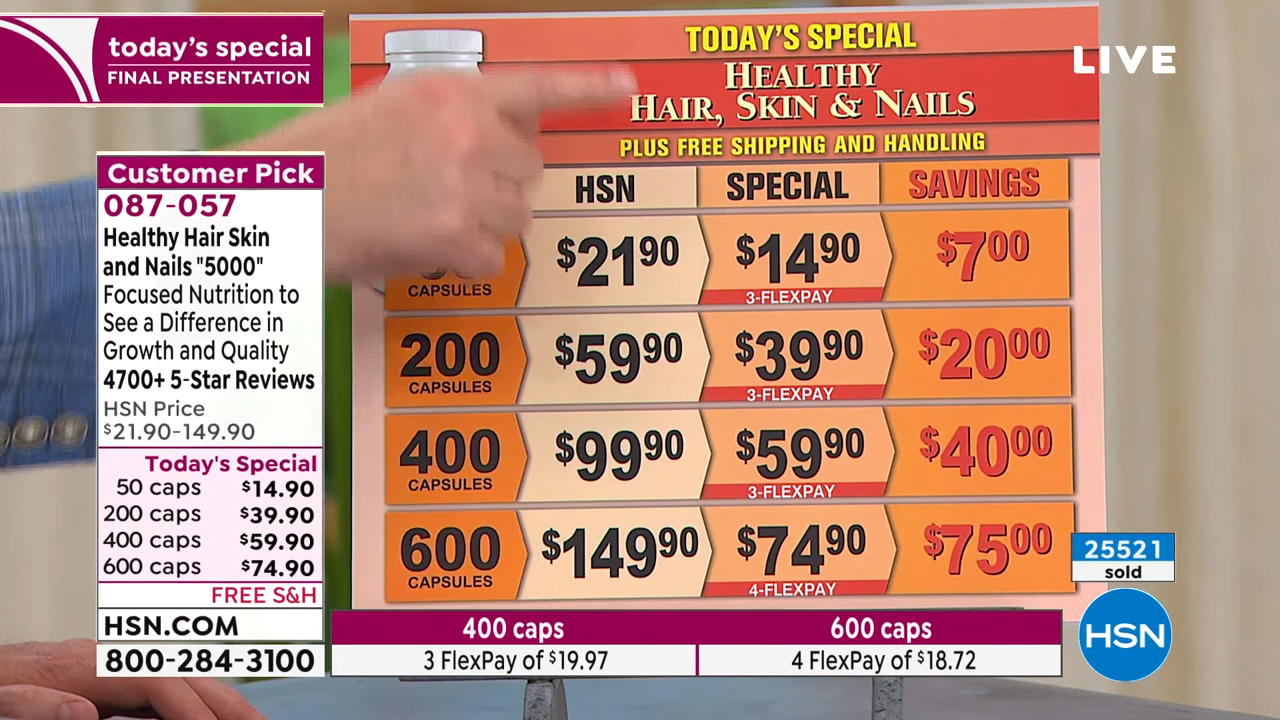 today's special
FINAL PRESENTATION
Customer Pick
087-057
Healthy Hair Skin
and Nails "5000"
Focused Nutrition to
See a Difference in
Growth and Quality
4700+ 5-Star Reviews
HSN Price
$21.90-149.90
Today's Special
50 caps $14.90
200 caps $39.90
400 caps $59.90
600 caps $74.90
FREE S&H
HSN.COM
800-284-3100
TODAY'S SPECIAL
HEALTHY
HAIR, SKIN & NAILS
PLUS FREE SHIPPING AND HANDLING
HSN SPECIAL SAVINGS
CAPSULES $21.90 $14.90 $7.00
3-FLEXPAY
200 CAPSULES $59.90 $39.90 $20.00
3-FLEXPAY
400 CAPSULES $99.90 $59.90 $40.00
3-FLEXPAY
600 CAPSULES $149.90 $74.90 $75.00
4-FLEXPAY
LIVE
25521
sold
HSN
400 caps 600 caps
3 FlexPay of $19.97 4 FlexPay of $18.72